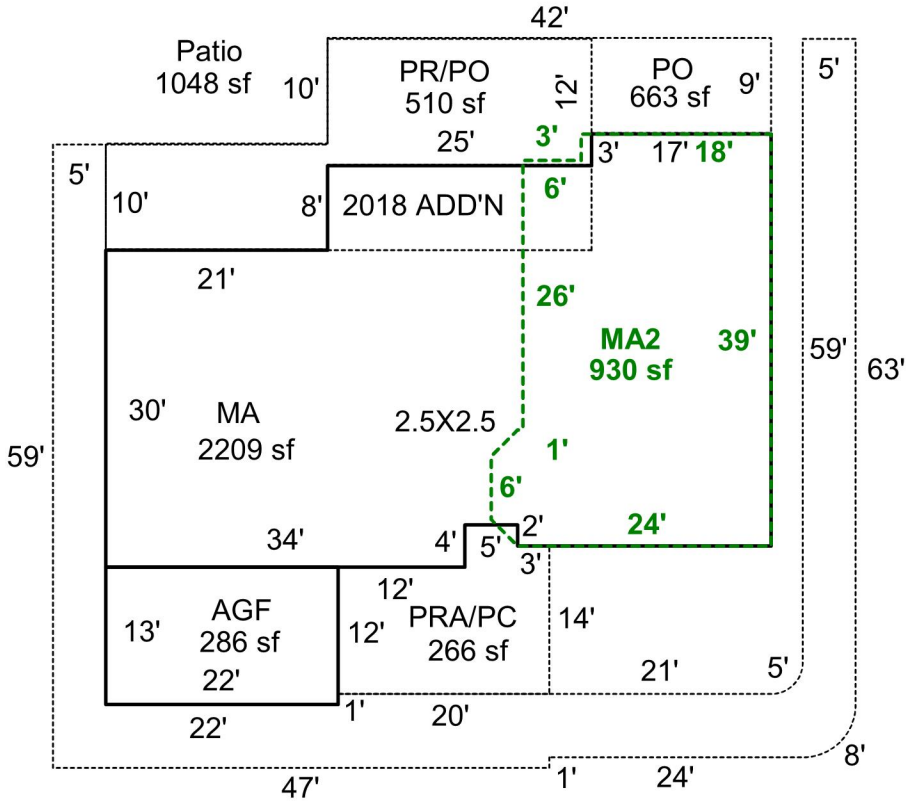 42'
Patio
1048 sf
10'
PR/PO
510 sf
12'
PO
663 sf
9'
5'
25'
3'
3'
17'
18'
5'
10'
8'
2018 ADD'N
6'
21'
26'
MA2
930 sf
39'
59'
63'
30'
MA
2209 sf
2.5X2.5
1'
59'
6'
34'
4'
5'
2'
24'
3'
12'
AGF
286 sf
13'
22'
12'
PRA/PC
266 sf
14'
21'
5'
22'
1'
20'
8'
47'
1'
24'